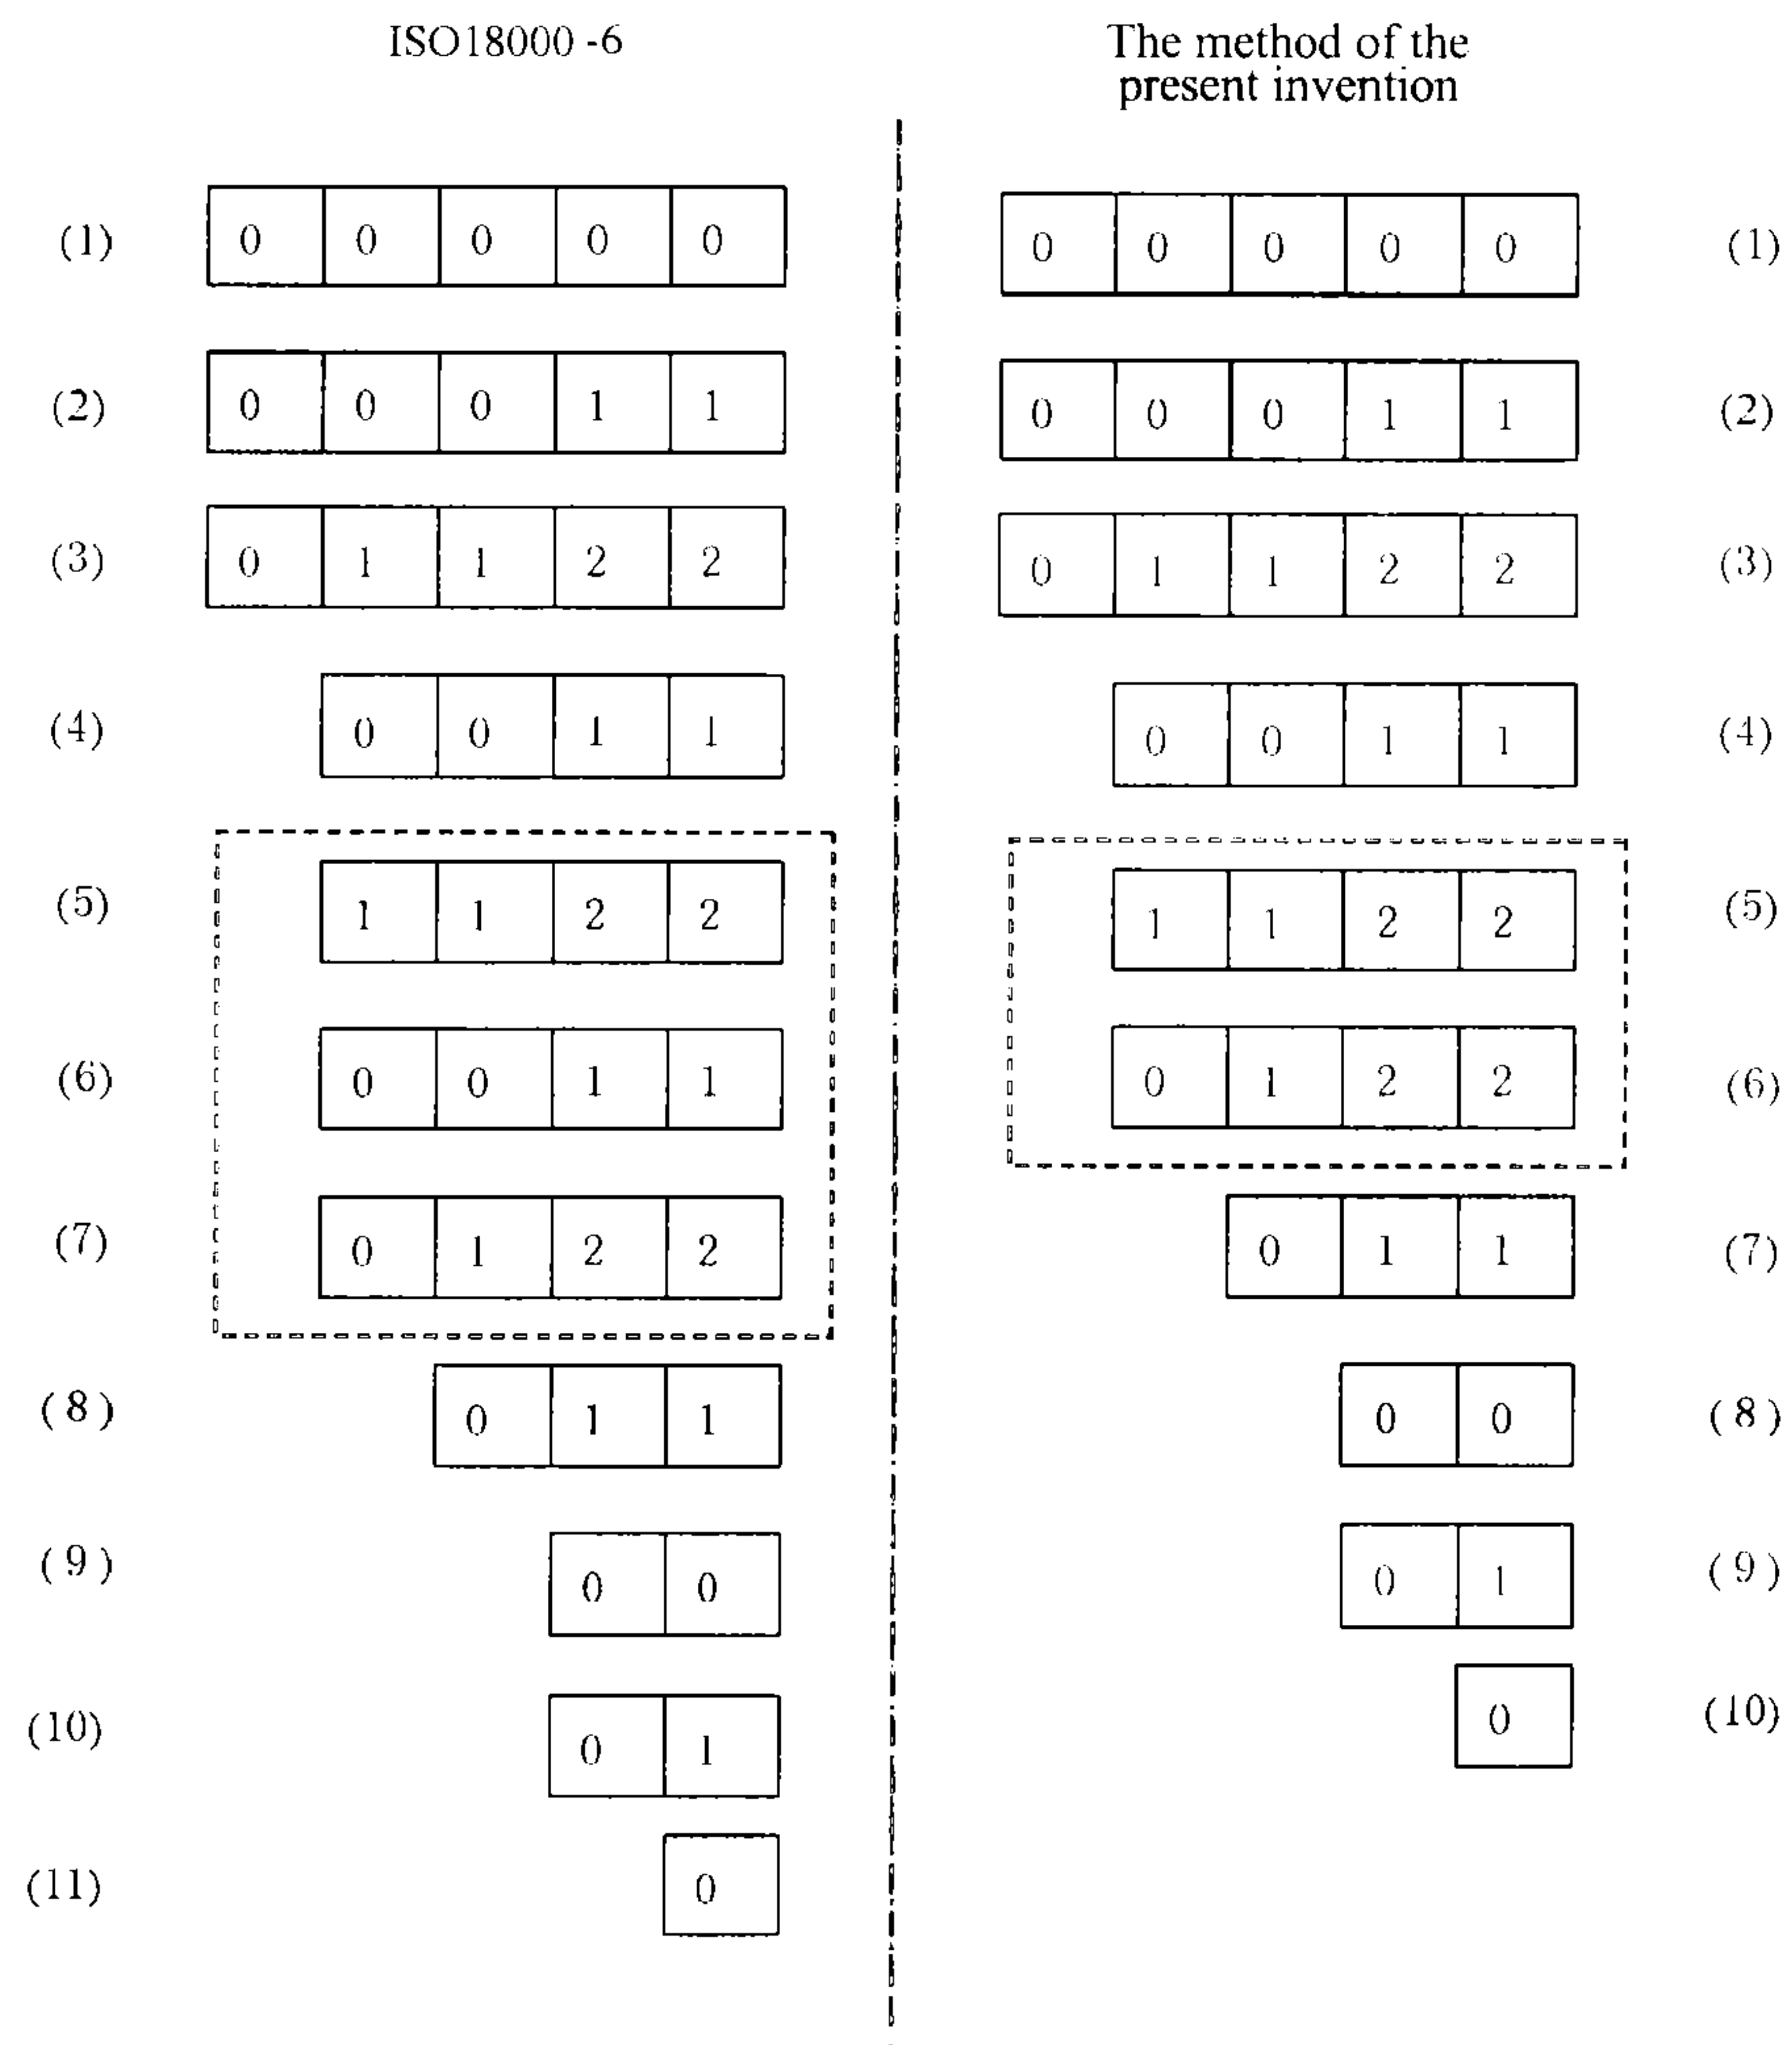 ISO18000 -6
The method of the
present invention
(1) 0 0 0 0 0
0 0 0 0 0 (1)
(2) 0 0 0 1 1
0 0 0 1 1 (2)
(3) 0 1 1 2 2
0 1 1 2 2 (3)
(4) 0 0 1 1
0 0 1 1 (4)
(5) 1 1 2 2
1 1 2 2 (5)
(6) 0 0 1 1
0 1 2 2 (6)
(7) 0 1 2 2
0 1 1 (7)
(8) 0 1 1
0 0 (8)
(9) 0 0
0 1 (9)
(10) 0 1
0 (10)
(11) 0